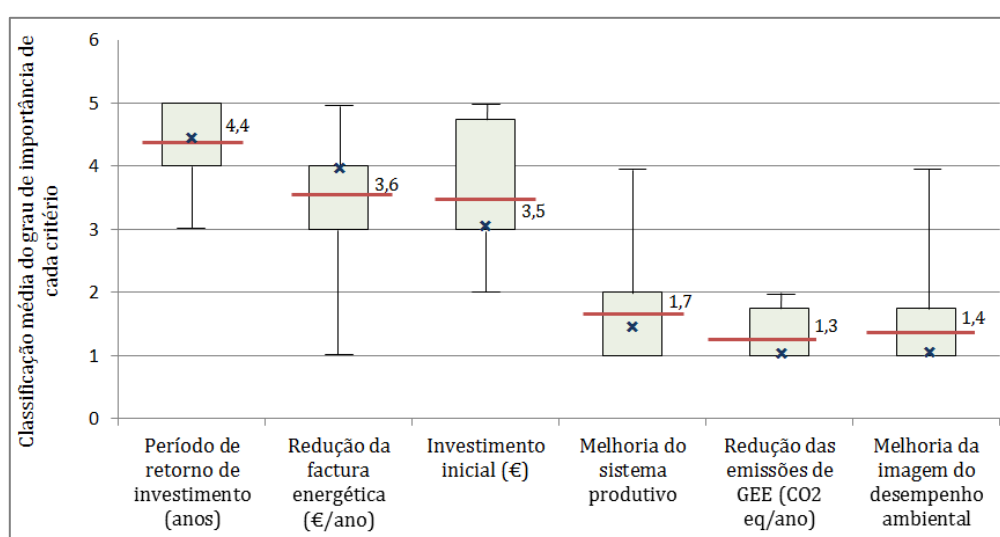 Classificação média do grau de importância de
cada critério
6
5
4
3
2
1
0
4,4
3,6
3,5
1,7
1,3
1,4
Período de
retorno de
investimento
(anos)
Redução da
factura
energética
(€/ano)
Investimento
inicial (€)
Melhoria do
sistema
produtivo
Redução das
emissões de
GEE (CO2
eq/ano)
Melhoria da
imagem do
desempenho
ambiental